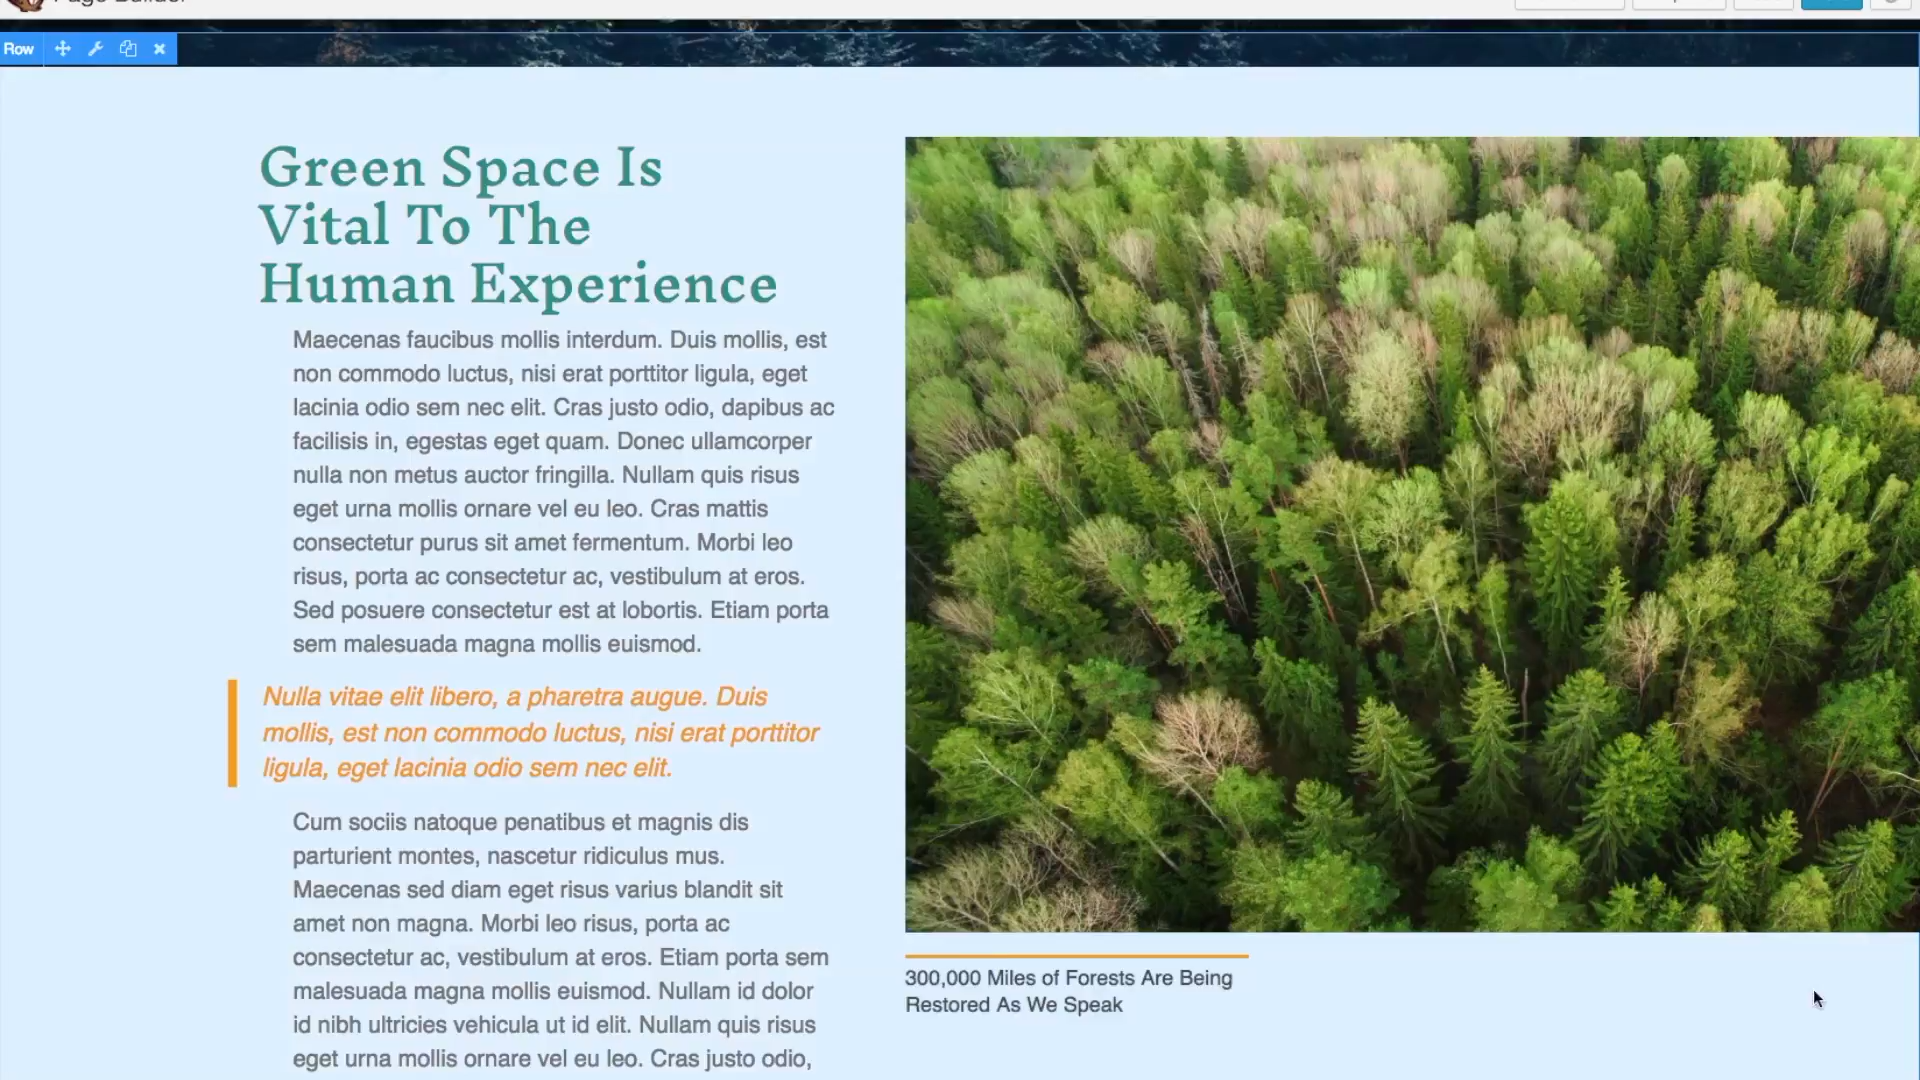 Page Builder
Row
Green Space Is
Vital To The
Human Experience
Maecenas faucibus mollis interdum. Duis mollis, est
non commodo luctus, nisi erat porttitor ligula, eget
lacinia odio sem nec elit. Cras justo odio, dapibus ac
facilisis in, egestas eget quam. Donec ullamcorper
nulla non metus auctor fringilla. Nullam quis risus
eget urna mollis ornare vel eu leo. Cras mattis
consectetur purus sit amet fermentum. Morbi leo
risus, porta ac consectetur ac, vestibulum at eros.
Sed posuere consectetur est at lobortis. Etiam porta
sem malesuada magna mollis euismod.
Nulla vitae elit libero, a pharetra augue. Duis
mollis, est non commodo luctus, nisi erat porttitor
ligula, eget lacinia odio sem nec elit.
Cum sociis natoque penatibus et magnis dis
parturient montes, nascetur ridiculus mus.
Maecenas sed diam eget risus varius blandit sit
amet non magna. Morbi leo risus, porta ac
consectetur ac, vestibulum at eros. Etiam porta sem
malesuada magna mollis euismod. Nullam id dolor
id nibh ultricies vehicula ut id elit. Nullam quis risus
eget urna mollis ornare vel eu leo. Cras justo odio,
300,000 Miles of Forests Are Being
Restored As We Speak